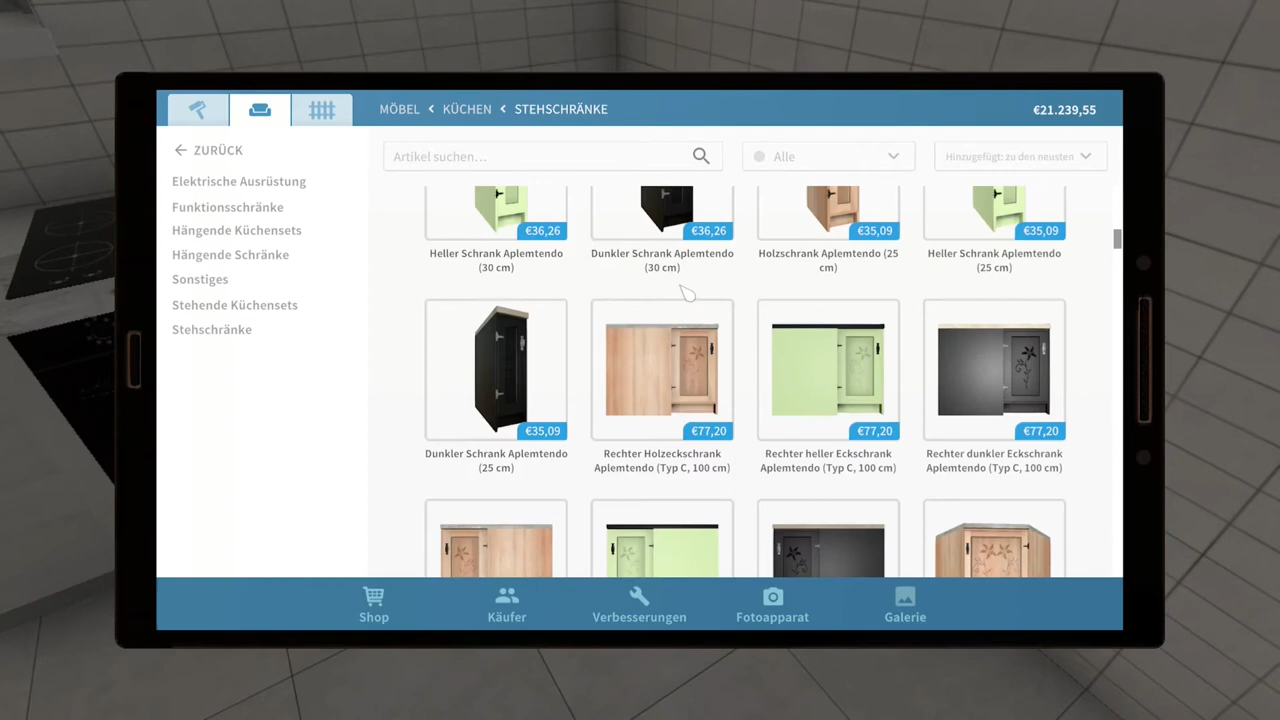 MÖBEL < KÜCHEN < STEHSCHRÄNKE
€21.239,55
ZURÜCK
Elektrische Ausrüstung
Funktionsschränke
Hängende Küchensets
Hängende Schränke
Sonstiges
Stehende Küchensets
Stehschränke
Artikel suchen...
Alle
Hinzugefügt: zu den neusten
€36,26
€36,26
€35,09
€35,09
Heller Schrank Aplemtendo
(30 cm)
Dunkler Schrank Aplemtendo
(30 cm)
Holzschrank Aplemtendo (25
cm)
Heller Schrank Aplemtendo
(25 cm)
€35,09
€77,20
€77,20
€77,20
Dunkler Schrank Aplemtendo
(25 cm)
Rechter Holzeckschrank
Aplemtendo (Typ C, 100 cm)
Rechter heller Eckschrank
Aplemtendo (Typ C, 100 cm)
Rechter dunkler Eckschrank
Aplemtendo (Typ C, 100 cm)
Shop
Käufer
Verbesserungen
Fotoapparat
Galerie